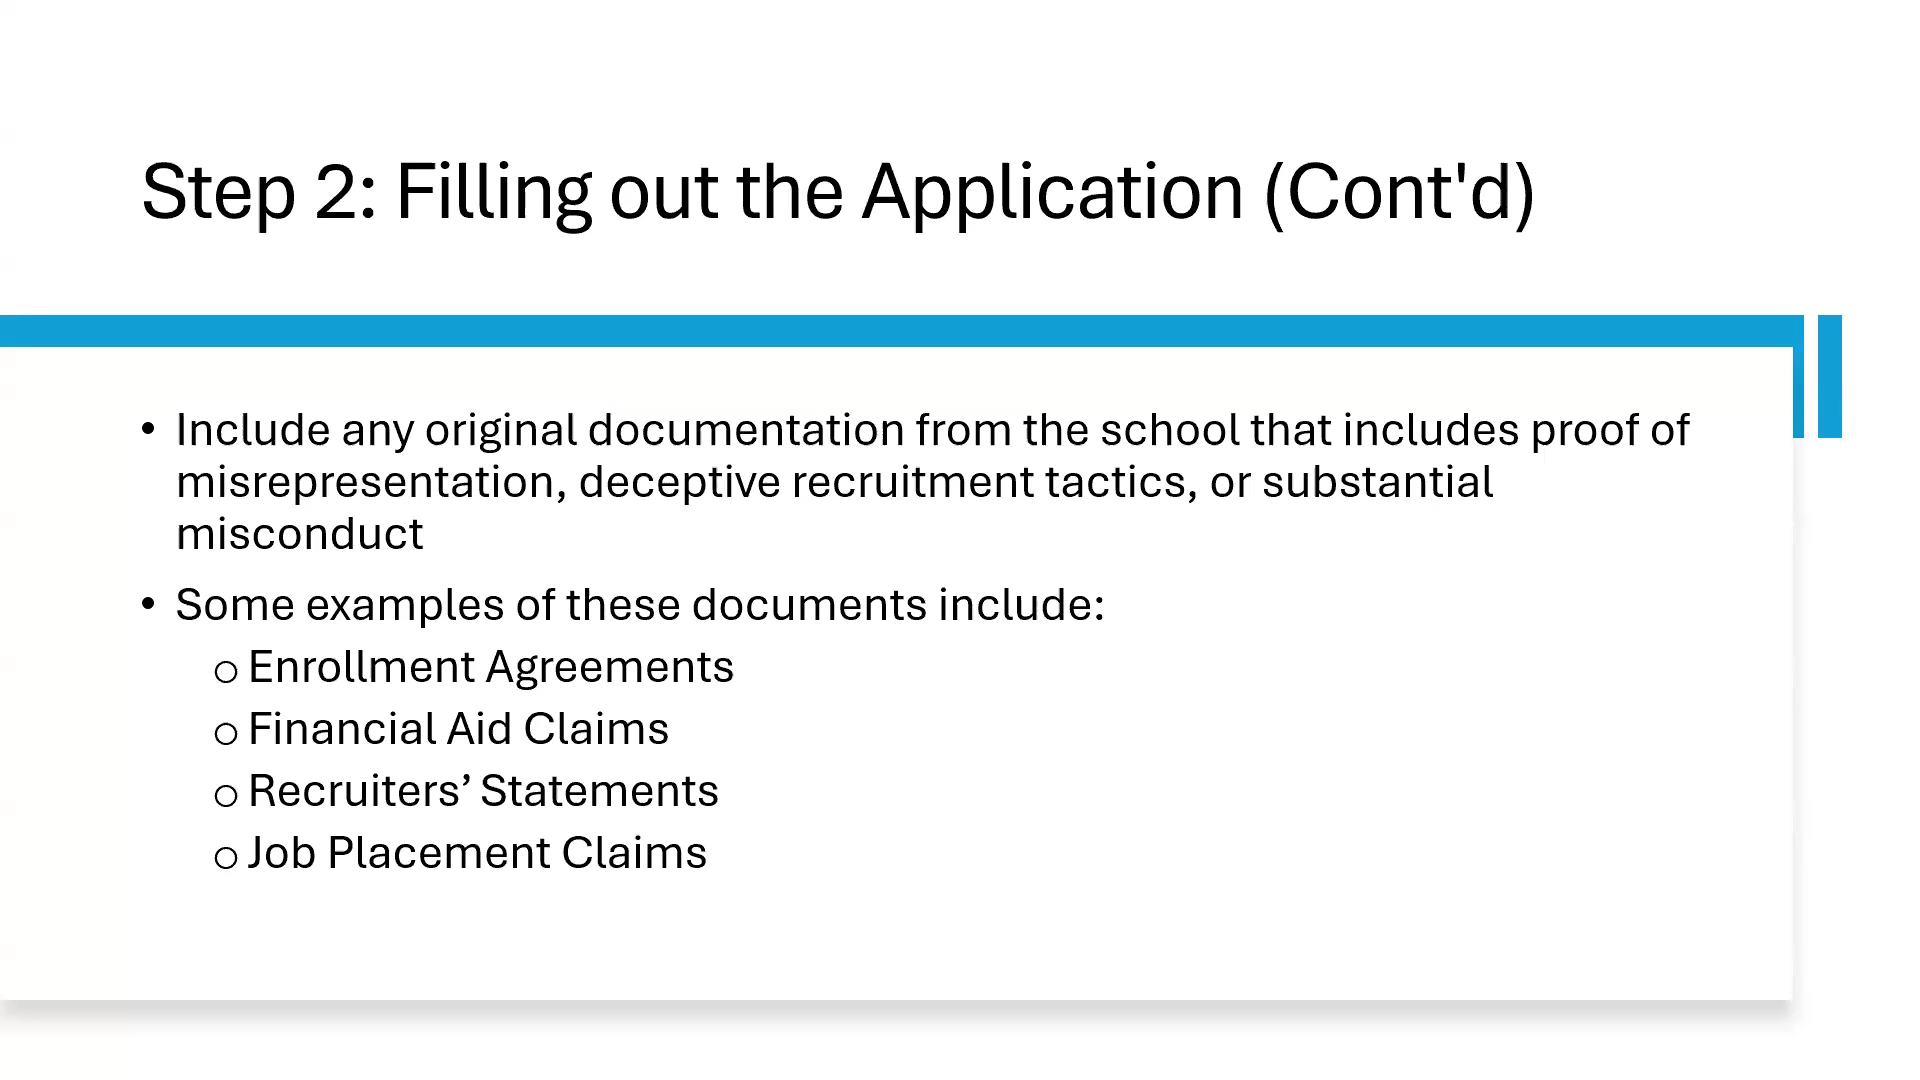 Step 2: Filling out the Application (Cont'd)
• Include any original documentation from the school that includes proof of
misrepresentation, deceptive recruitment tactics, or substantial
misconduct
• Some examples of these documents include:
o Enrollment Agreements
o Financial Aid Claims
o Recruiters’ Statements
o Job Placement Claims